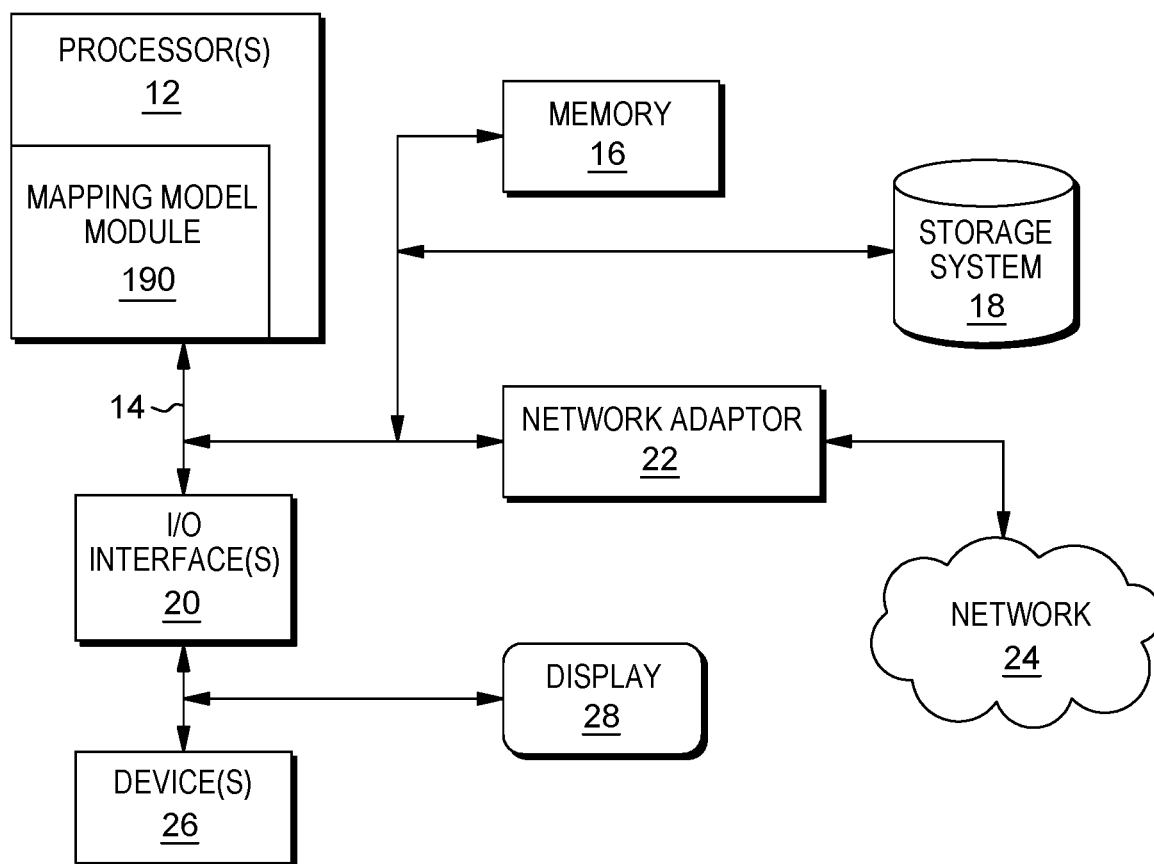 PROCESSOR(S)
12
MAPPING MODEL
MODULE
190
MEMORY
16
STORAGE
SYSTEM
18
14
NETWORK ADAPTOR
22
I/O
INTERFACE(S)
20
NETWORK
24
DISPLAY
28
DEVICE(S)
26